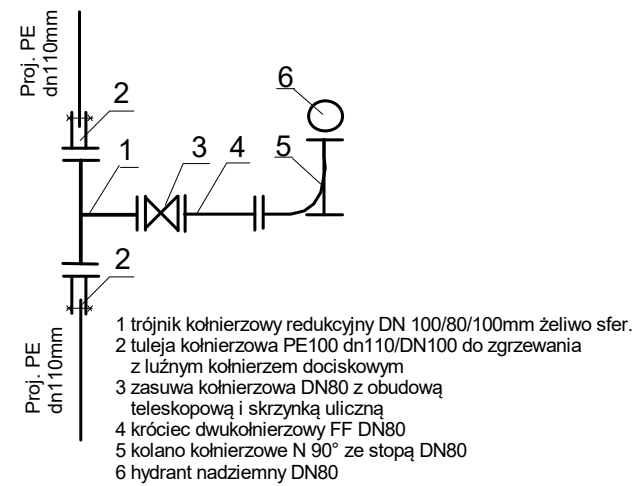 Proj. PE
dn110mm
2
6
1
3
4
5
2
Proj. PE
dn110mm
1 trójnik kołnierzowy redukcyjny DN 100/80/100mm żeliwo sfer.
2 tuleja kołnierzowa PE100 dn110/DN100 do zgrzewania
z luźnym kołnierzem dociskowym
3 zasuwa kołnierzowa DN80 z obudową
teleskopową i skrzynką uliczną
4 króciec dwukołnierzowy FF DN80
5 kolano kołnierzowe N 90° ze stopą DN80
6 hydrant nadziemny DN80